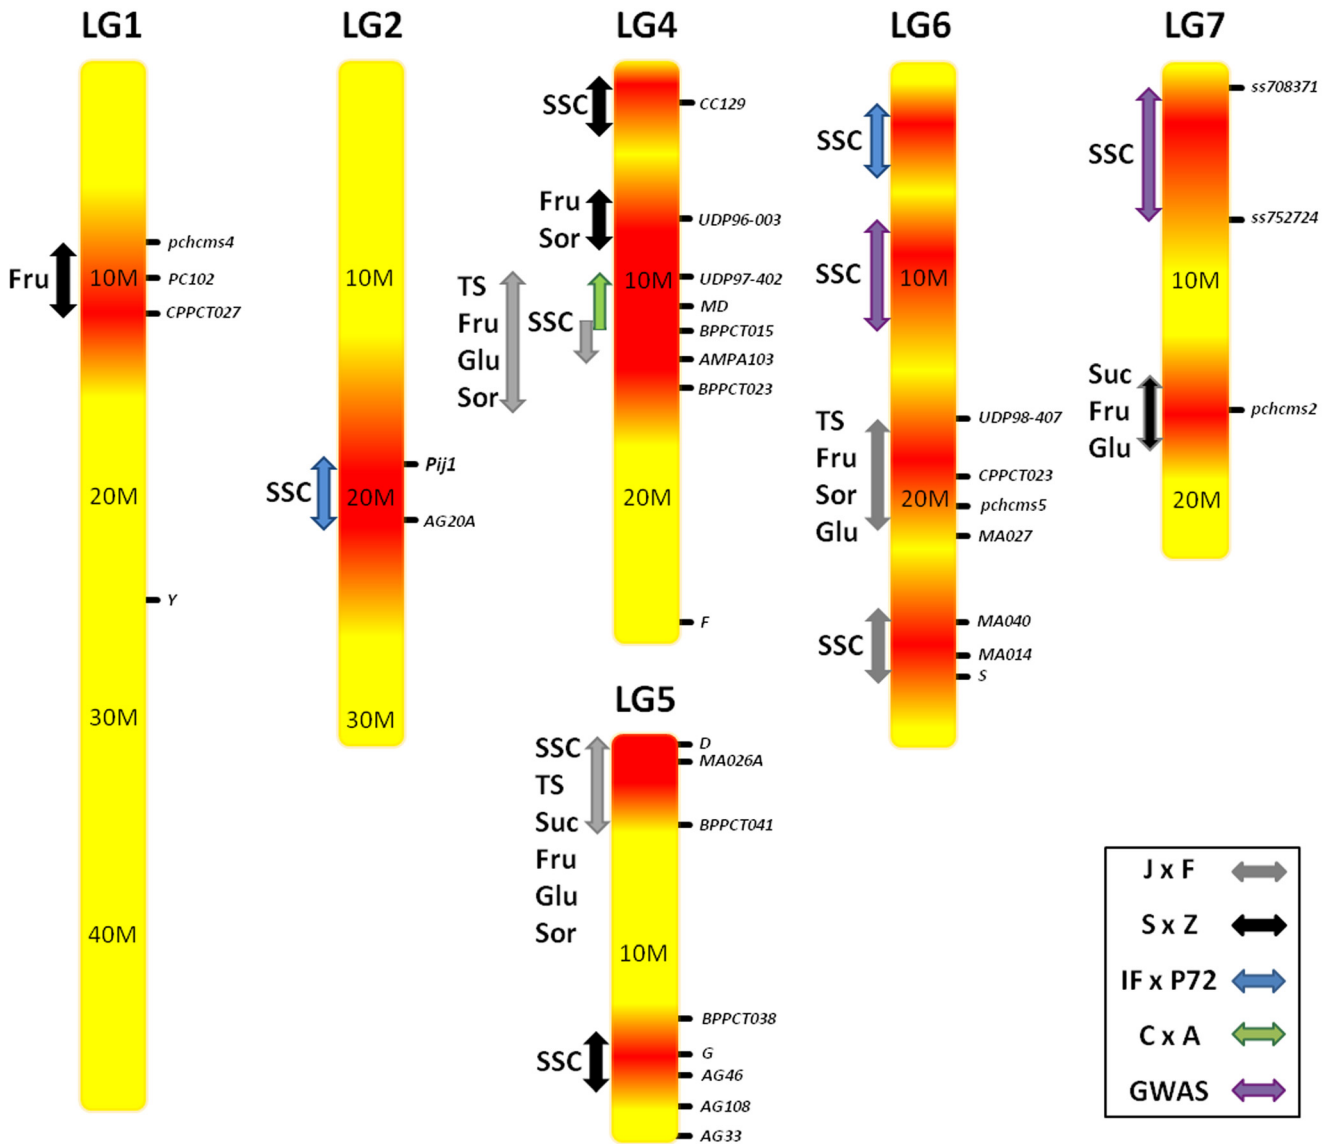 LG1
LG2
LG4
LG6
LG7
Fru
10M
20M
30M
40M
pchcms4
PC102
CPPCT027
Y
SSC
10M
20M
30M
Pij1
AG20A
SSC
Fru
Sor
TS
Fru
Glu
Sor
SSC
10M
20M
CC129
UDP96-003
UDP97-402
MD
BPPCT015
AMPA103
BPPCT023
F
LG5
SSC
TS
Suc
Fru
Glu
Sor
SSC
10M
D
MA026A
BPPCT041
BPPCT038
G
AG46
AG108
AG33
SSC
SSC
TS
Fru
Sor
Glu
SSC
10M
20M
UDP98-407
CPPCT023
pchcms5
MA027
MA040
MA014
S
SSC
Suc
Fru
Glu
10M
20M
ss708371
ss752724
pchcms2
J x F
S x Z
IF x P72
C x A
GWAS